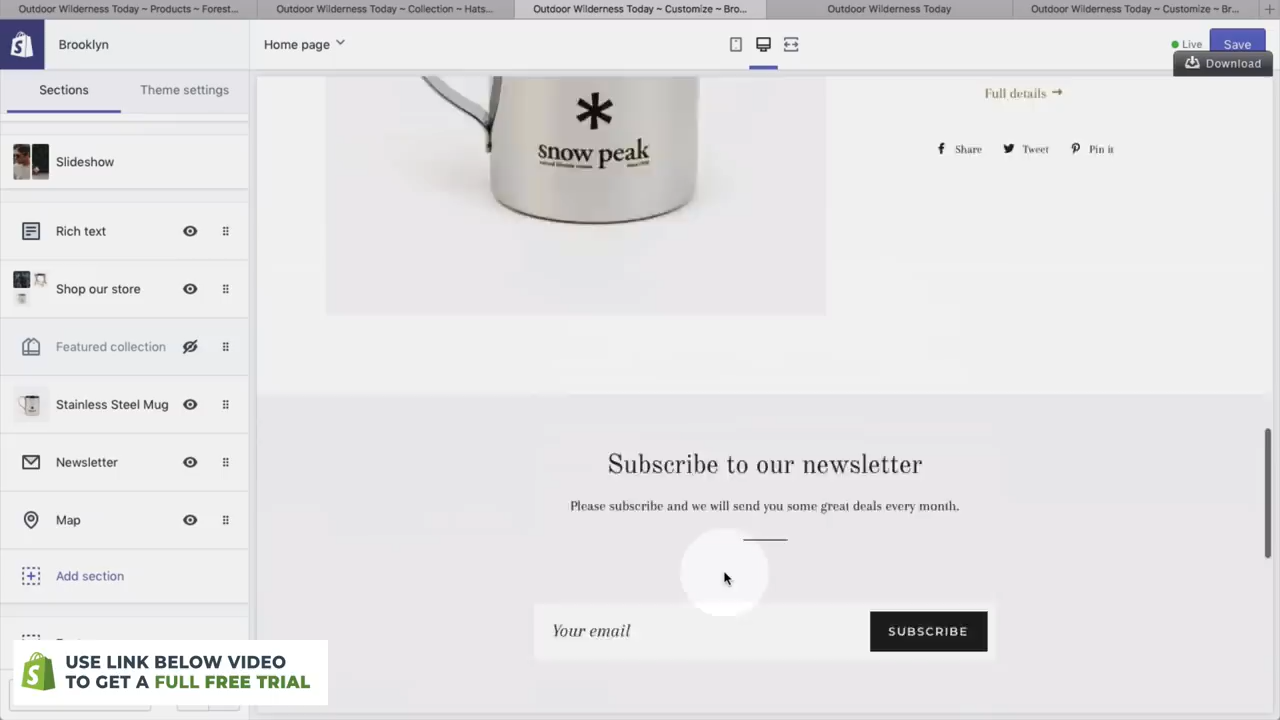 Outdoor Wilderness Today ~ Products ~ Forest...
Outdoor Wilderness Today ~ Collection ~ Hats...
Outdoor Wilderness Today ~ Customize ~ Bro...
Outdoor Wilderness Today
Outdoor Wilderness Today ~ Customize ~ Br...
Brooklyn
Home page
Live
Save
Download
Sections
Theme settings
Full details →
Slideshow
snow peak
Share
Tweet
Pin it
Rich text
Shop our store
Featured collection
Stainless Steel Mug
Newsletter
Subscribe to our newsletter
Please subscribe and we will send you some great deals every month.
Map
Add section
Your email
SUBSCRIBE
USE LINK BELOW VIDEO
TO GET A FULL FREE TRIAL